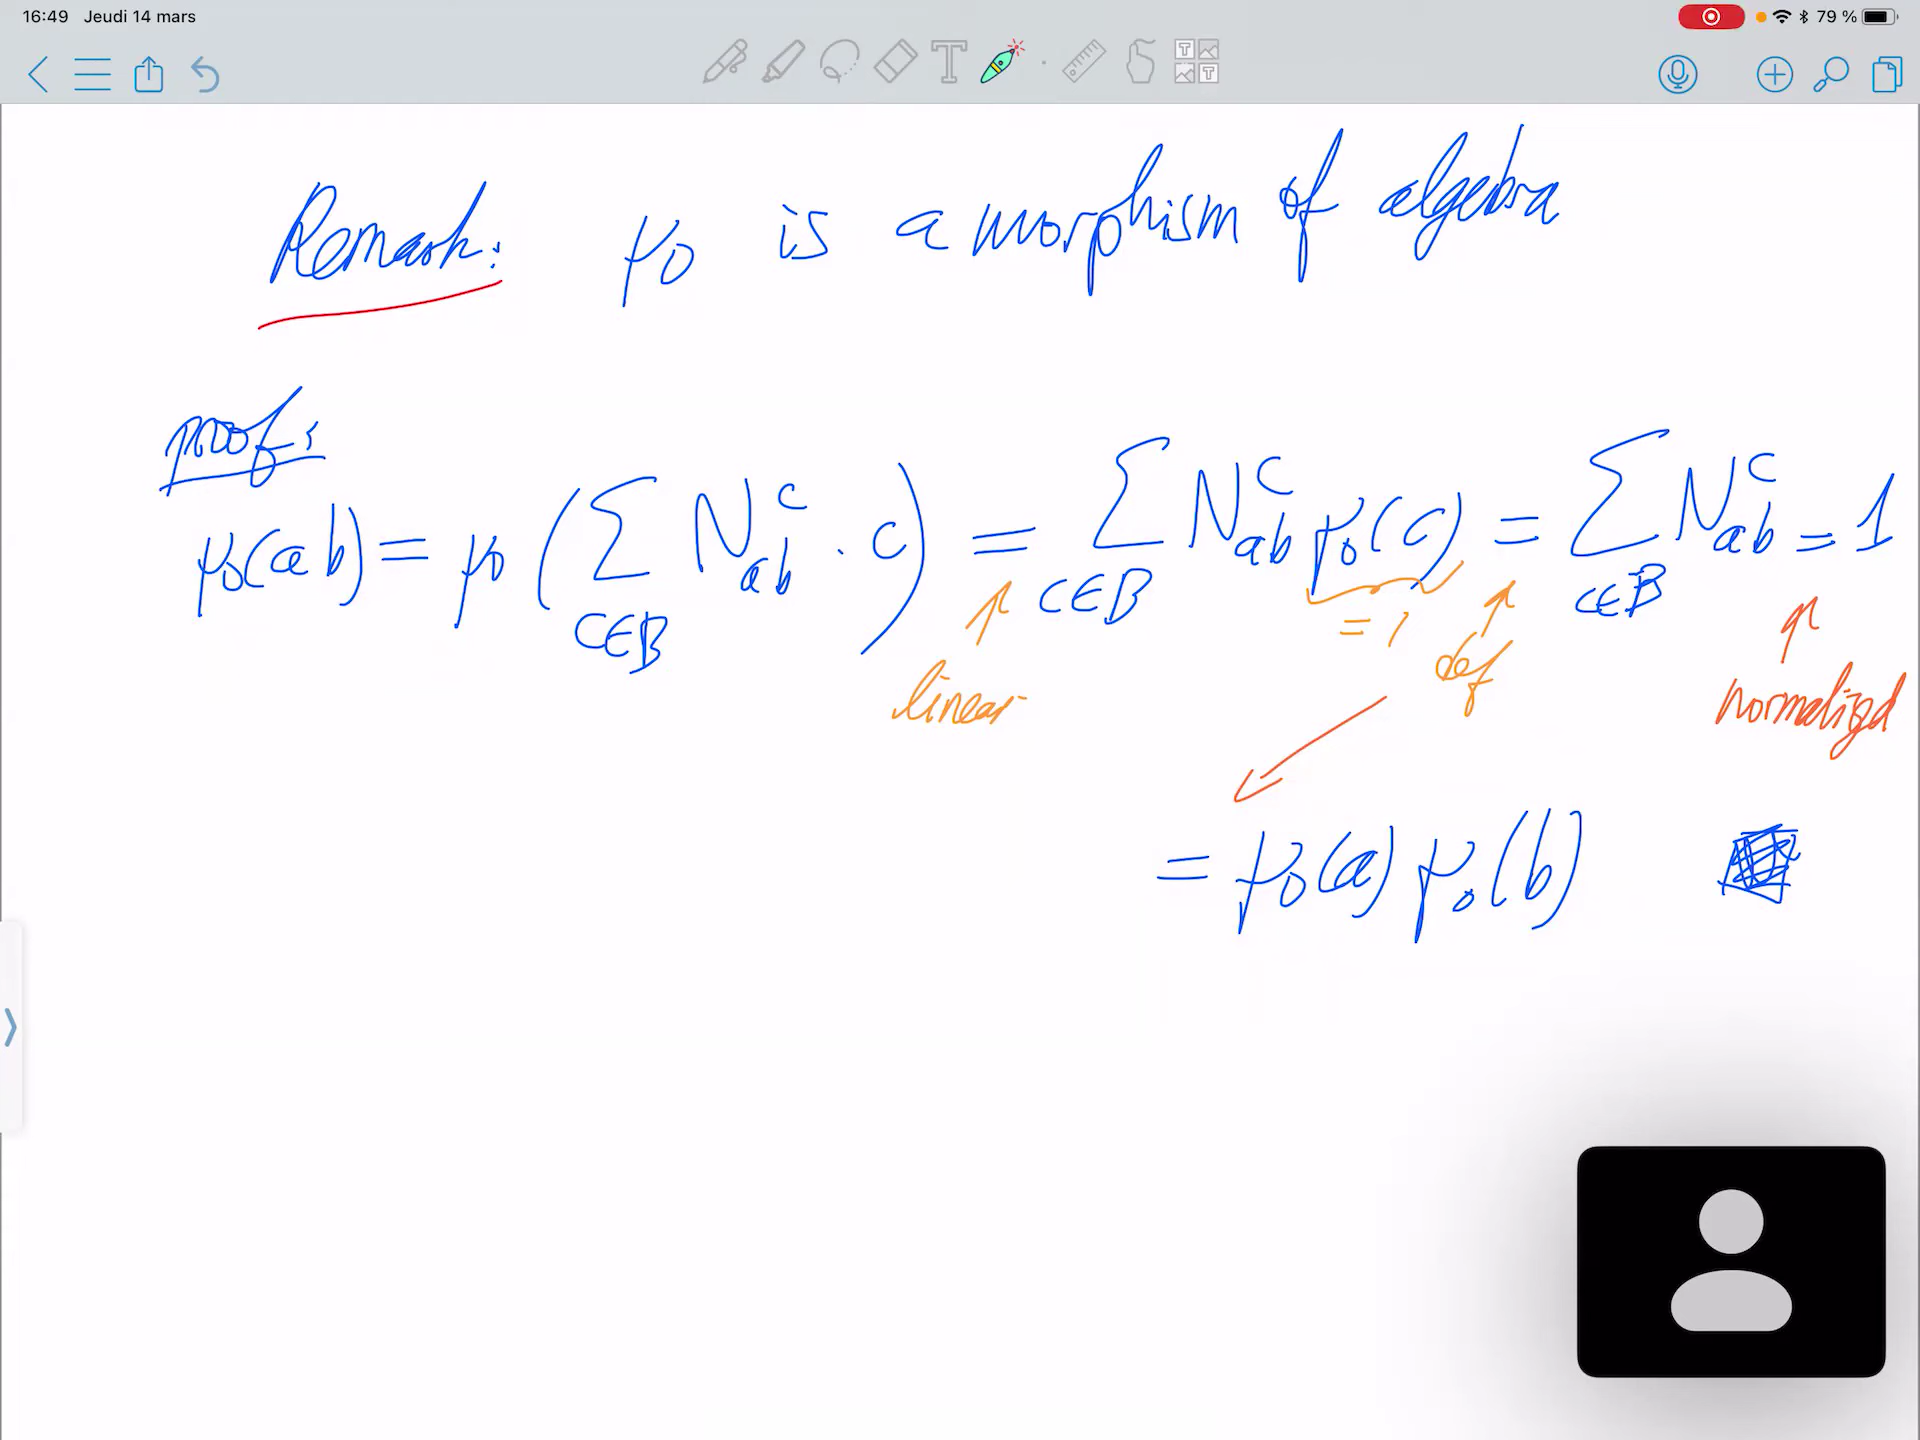 16:49 Jeudi 14 mars 79 %
Remark: μ₀ is a morphism of algebra
proof:
μ₀(ab) = μ₀ ( ∑_{c∈B} N_{ab}^c · c ) = ∑_{c∈B} N_{ab}^c μ₀(c) = ∑_{c∈B} N_{ab}^c = 1
= 1
linear def normalized
= μ₀(a) μ₀(b)